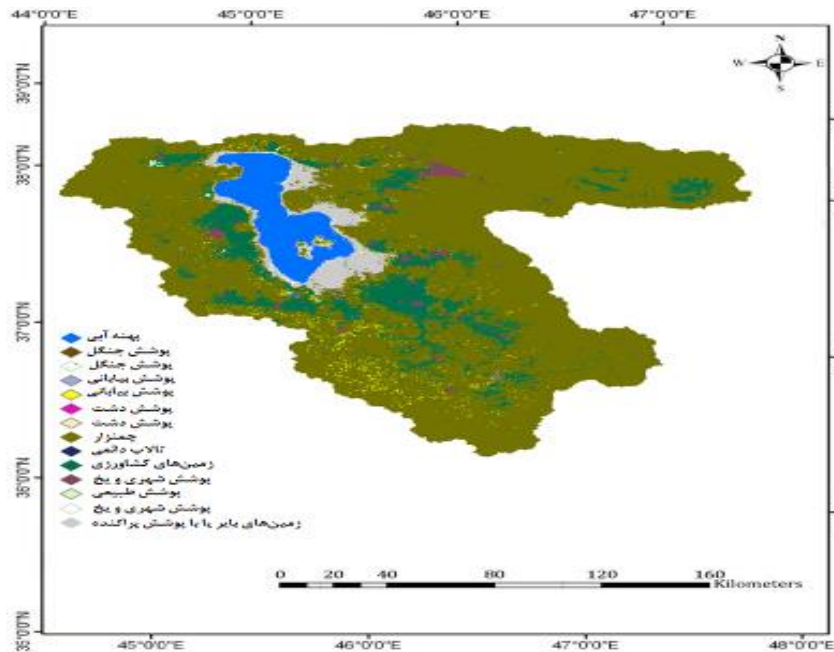 44°0'0"E 45°0'0"E 46°0'0"E 47°0'0"E
N
W E
S
39°0'0"N
38°0'0"N
37°0'0"N
36°0'0"N
35°0'0"N
پهنه آبی
پوشش جنگل
پوشش جنگل
پوشش بیابانی
پوشش بیابانی
پوشش دشت
پوشش دشت
چمنزار
تالاب دائمی
زمین‌های کشاورزی
پوشش شهری و یخ
پوشش طبیعی
پوشش شهری و یخ
زمین‌های بایر یا با پوشش پراکنده
0 20 40 80 120 160
Kilometers
45°0'0"E 46°0'0"E 47°0'0"E 48°0'0"E